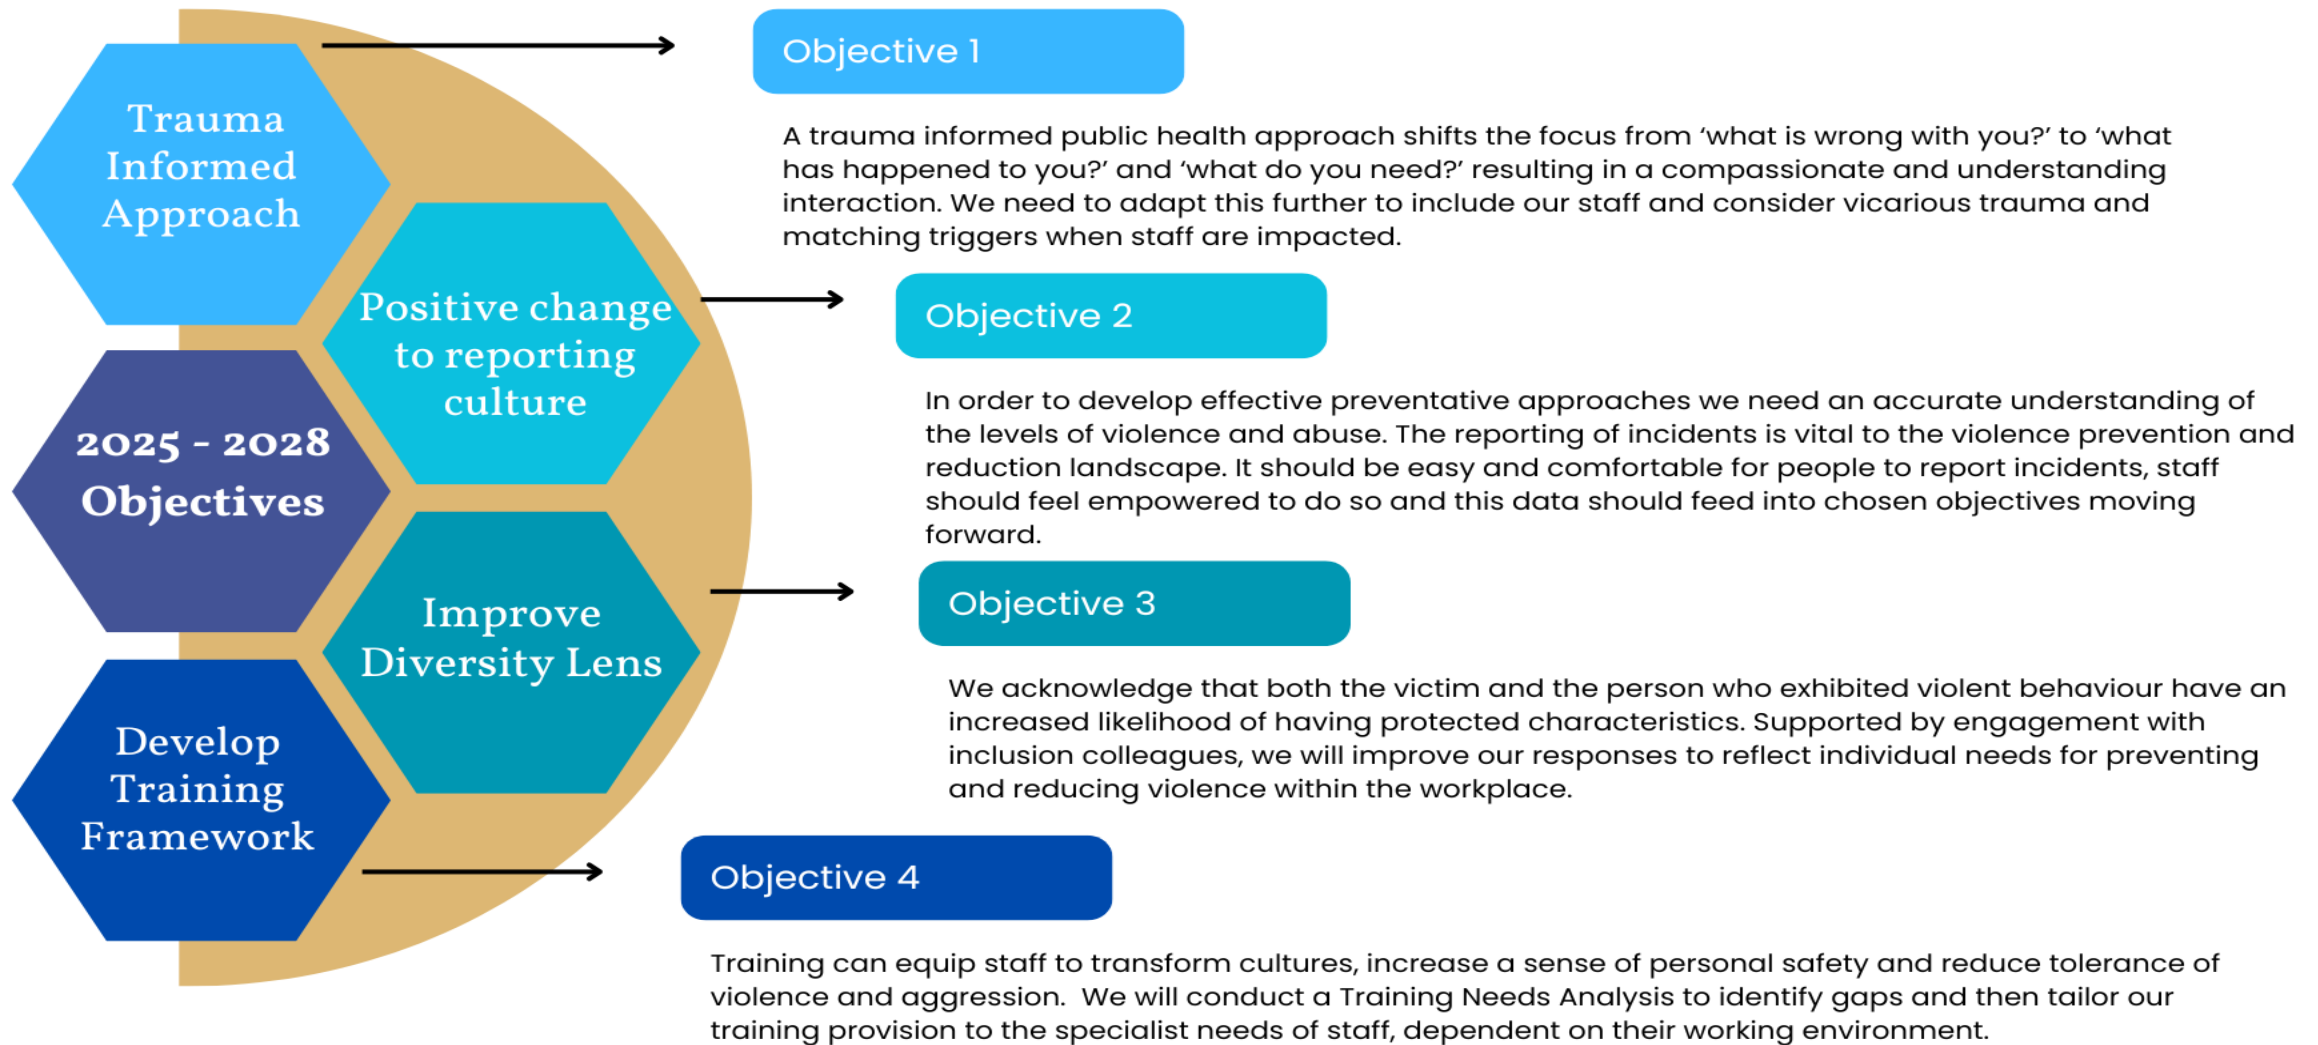 Trauma
Informed
Approach
Positive change
to reporting
culture
2025 - 2028
Objectives
Improve
Diversity Lens
Develop
Training
Framework
Objective 1
A trauma informed public health approach shifts the focus from ‘what is wrong with you?’ to ‘what
has happened to you?’ and ‘what do you need?’ resulting in a compassionate and understanding
interaction. We need to adapt this further to include our staff and consider vicarious trauma and
matching triggers when staff are impacted.
Objective 2
In order to develop effective preventative approaches we need an accurate understanding of
the levels of violence and abuse. The reporting of incidents is vital to the violence prevention and
reduction landscape. It should be easy and comfortable for people to report incidents, staff
should feel empowered to do so and this data should feed into chosen objectives moving
forward.
Objective 3
We acknowledge that both the victim and the person who exhibited violent behaviour have an
increased likelihood of having protected characteristics. Supported by engagement with
inclusion colleagues, we will improve our responses to reflect individual needs for preventing
and reducing violence within the workplace.
Objective 4
Training can equip staff to transform cultures, increase a sense of personal safety and reduce tolerance of
violence and aggression.  We will conduct a Training Needs Analysis to identify gaps and then tailor our
training provision to the specialist needs of staff, dependent on their working environment.